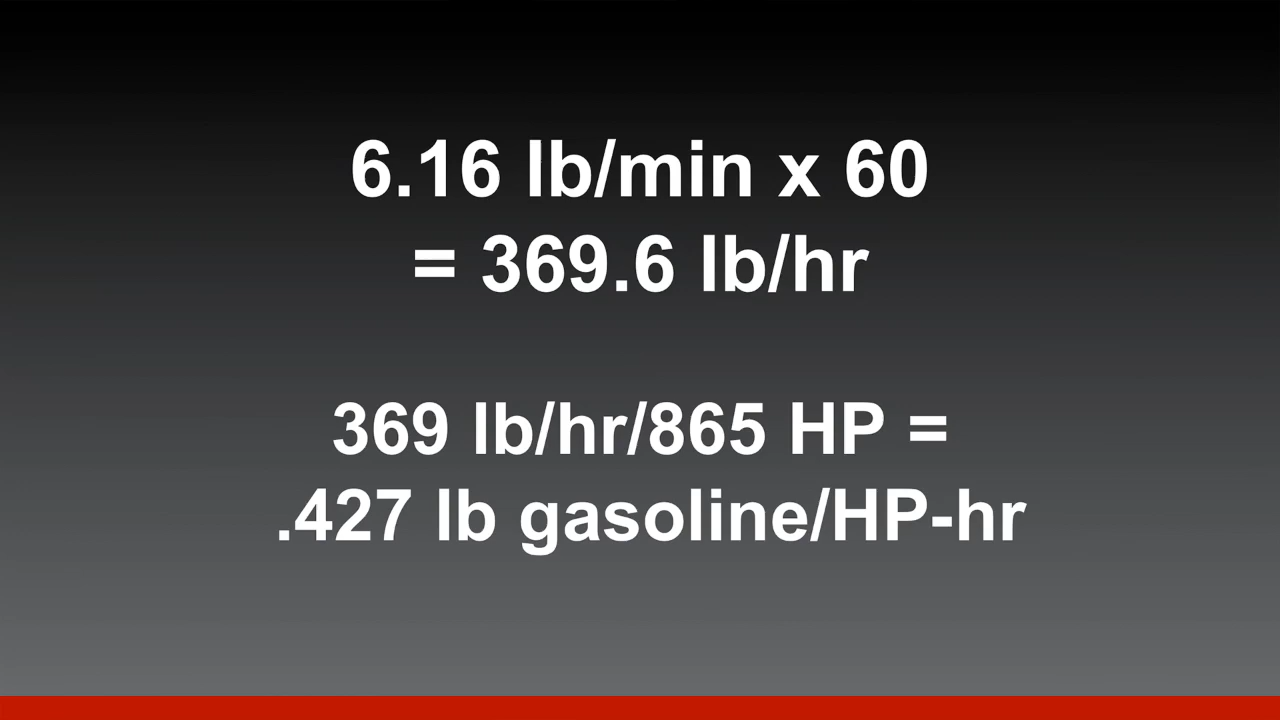 6.16 lb/min x 60
= 369.6 lb/hr
369 lb/hr/865 HP =
.427 lb gasoline/HP-hr